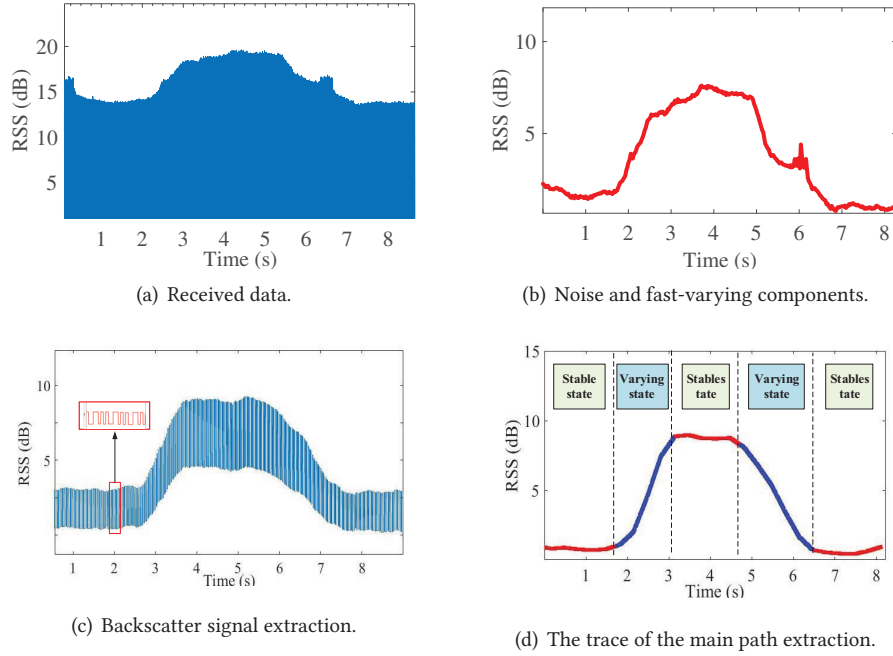 20
15
10
5
RSS (dB)
1 2 3 4 5 6 7 8
Time (s)
(a) Received data.
10
5
RSS (dB)
1 2 3 4 5 6 7 8
Time (s)
(b) Noise and fast-varying components.
10
5
RSS (dB)
1 2 3 4 5 6 7 8
Time (s)
(c) Backscatter signal extraction.
15
10
5
RSS (dB)
Stable
state
Varying
state
Stables
tate
Varying
state
Stables
tate
1 2 3 4 5 6 7 8
Time (s)
(d) The trace of the main path extraction.